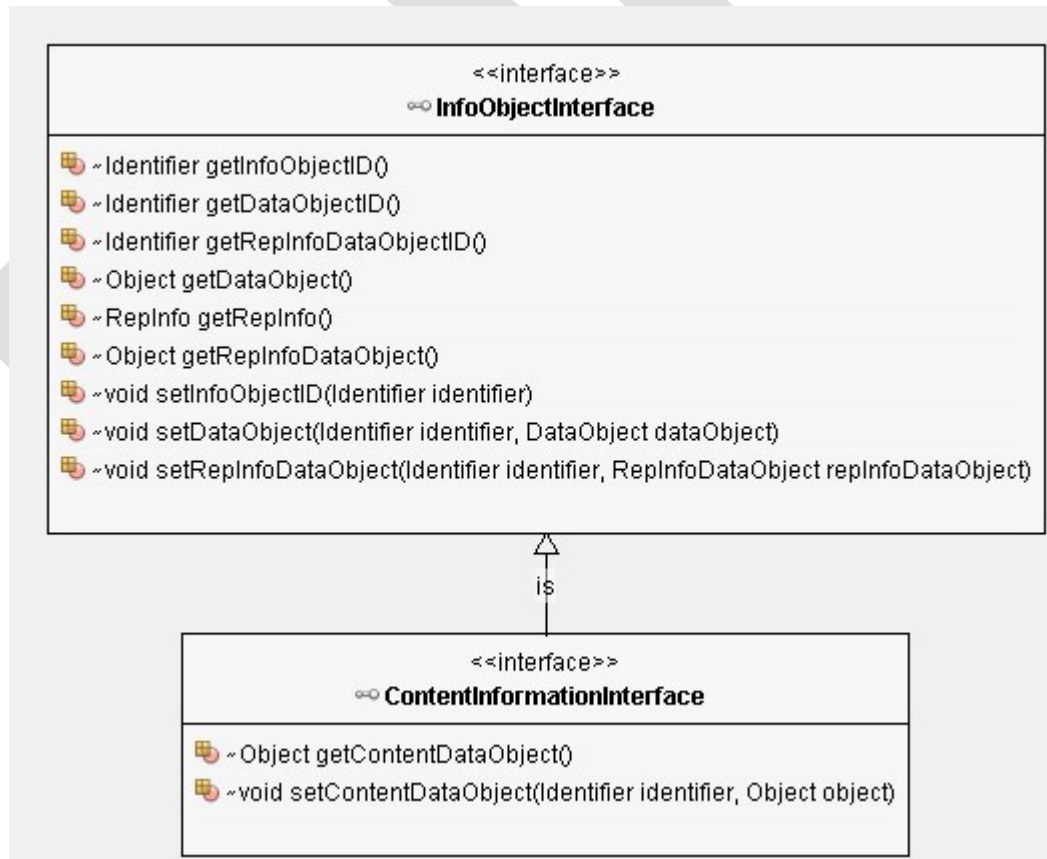 <<interface>>
InfoObjectInterface
~Identifier getInfoObjectID()
~Identifier getDataObjectID()
~Identifier getRepInfoDataObjectID()
~Object getDataObject()
~RepInfo getRepInfo()
~Object getRepInfoDataObject()
~void setInfoObjectID(Identifier identifier)
~void setDataObject(Identifier identifier, DataObject dataObject)
~void setRepInfoDataObject(Identifier identifier, RepInfoDataObject repInfoDataObject)
is
<<interface>>
ContentInformationInterface
~Object getContentDataObject()
~void setContentDataObject(Identifier identifier, Object object)